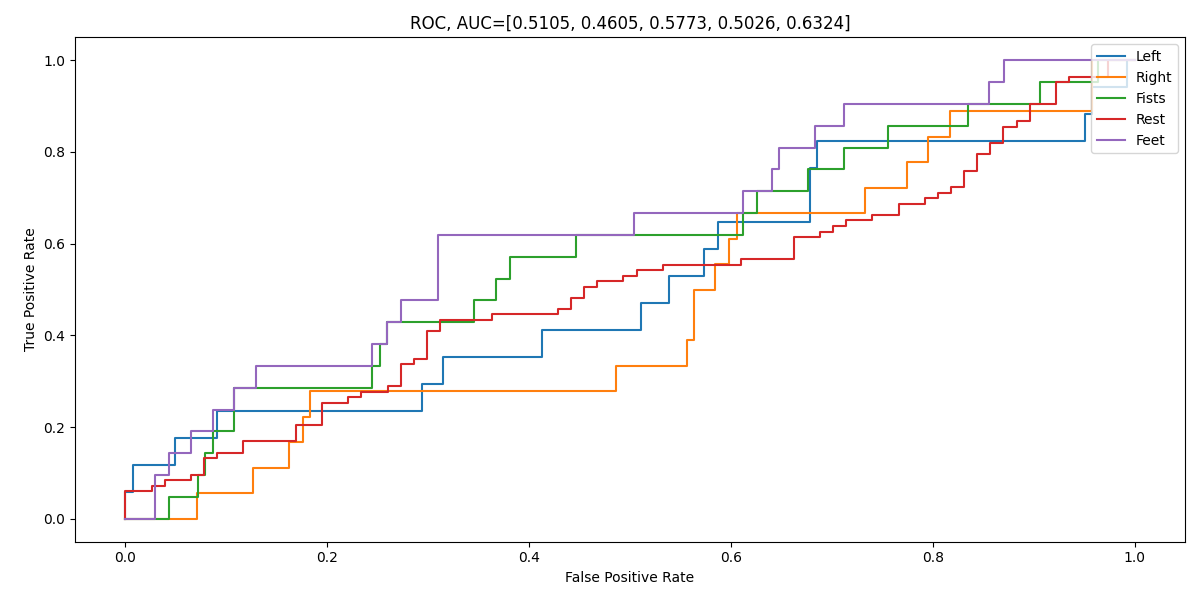 ROC, AUC=[0.5105, 0.4605, 0.5773, 0.5026, 0.6324]
Left
Right
Fists
Rest
Feet
True Positive Rate
1.0
0.8
0.6
0.4
0.2
0.0
0.0 0.2 0.4 0.6 0.8 1.0
False Positive Rate